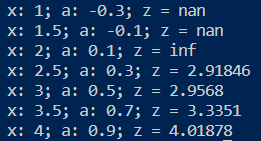 x: 1; a: -0.3; z = nan
x: 1.5; a: -0.1; z = nan
x: 2; a: 0.1; z = inf
x: 2.5; a: 0.3; z = 2.91846
x: 3; a: 0.5; z = 2.9568
x: 3.5; a: 0.7; z = 3.3351
x: 4; a: 0.9; z = 4.01878